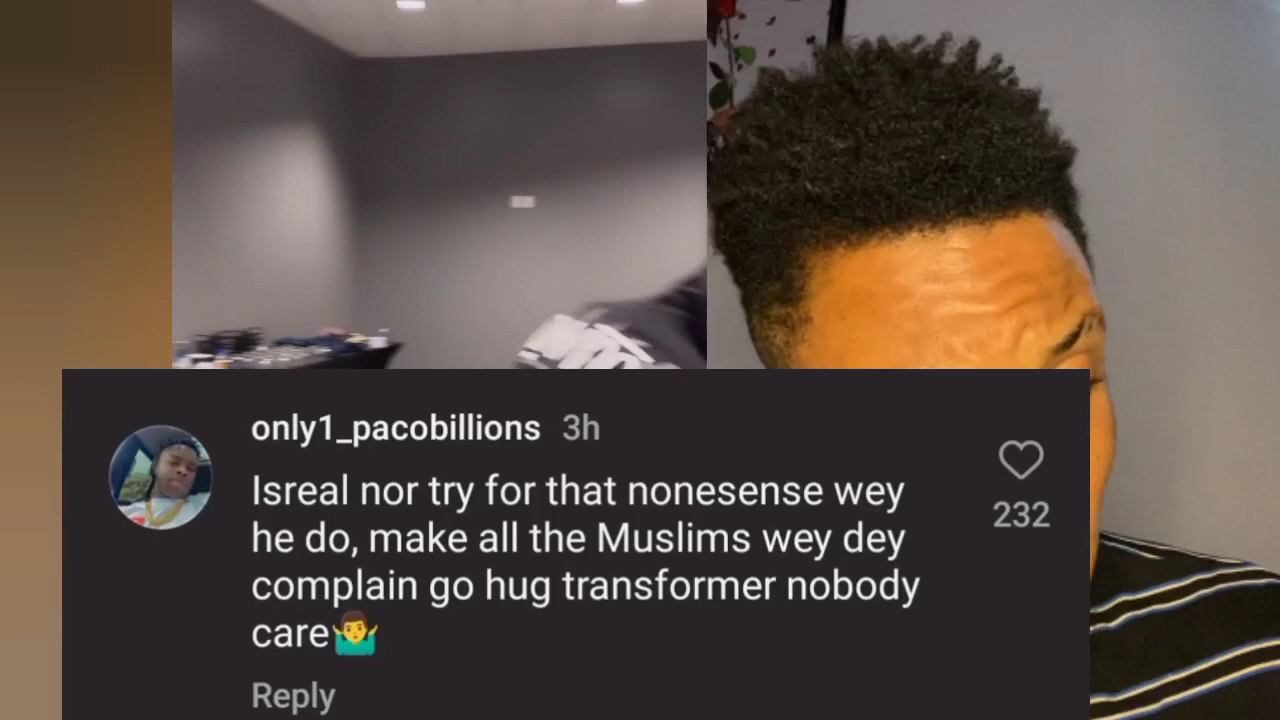 only1_pacobillions 3h
Isreal nor try for that nonesense wey
he do, make all the Muslims wey dey
complain go hug transformer nobody
care🤷‍♂️
232
Reply